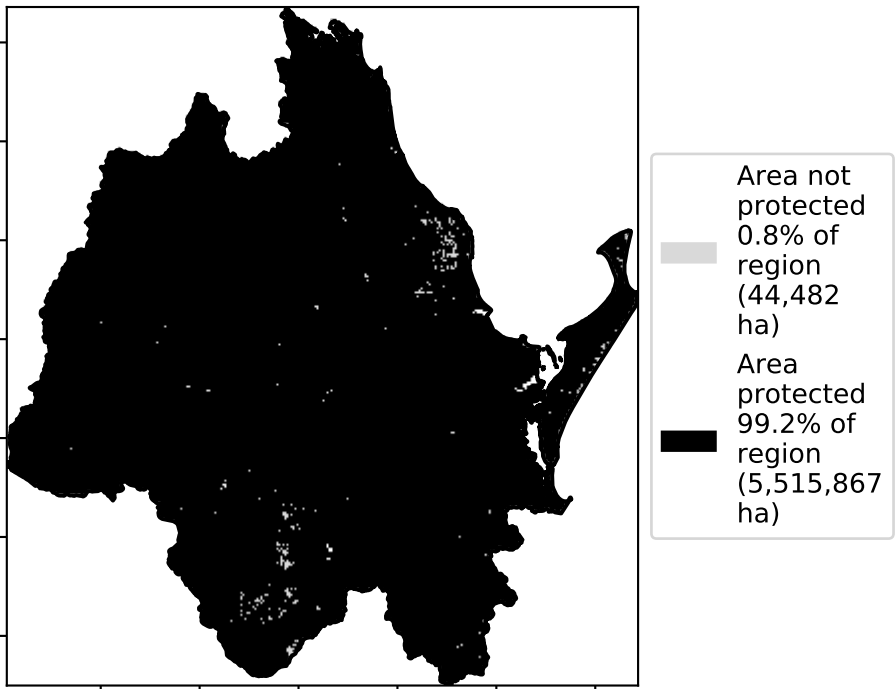 Area not
protected
0.8% of
region
(44,482
ha)
Area
protected
99.2% of
region
(5,515,867
ha)